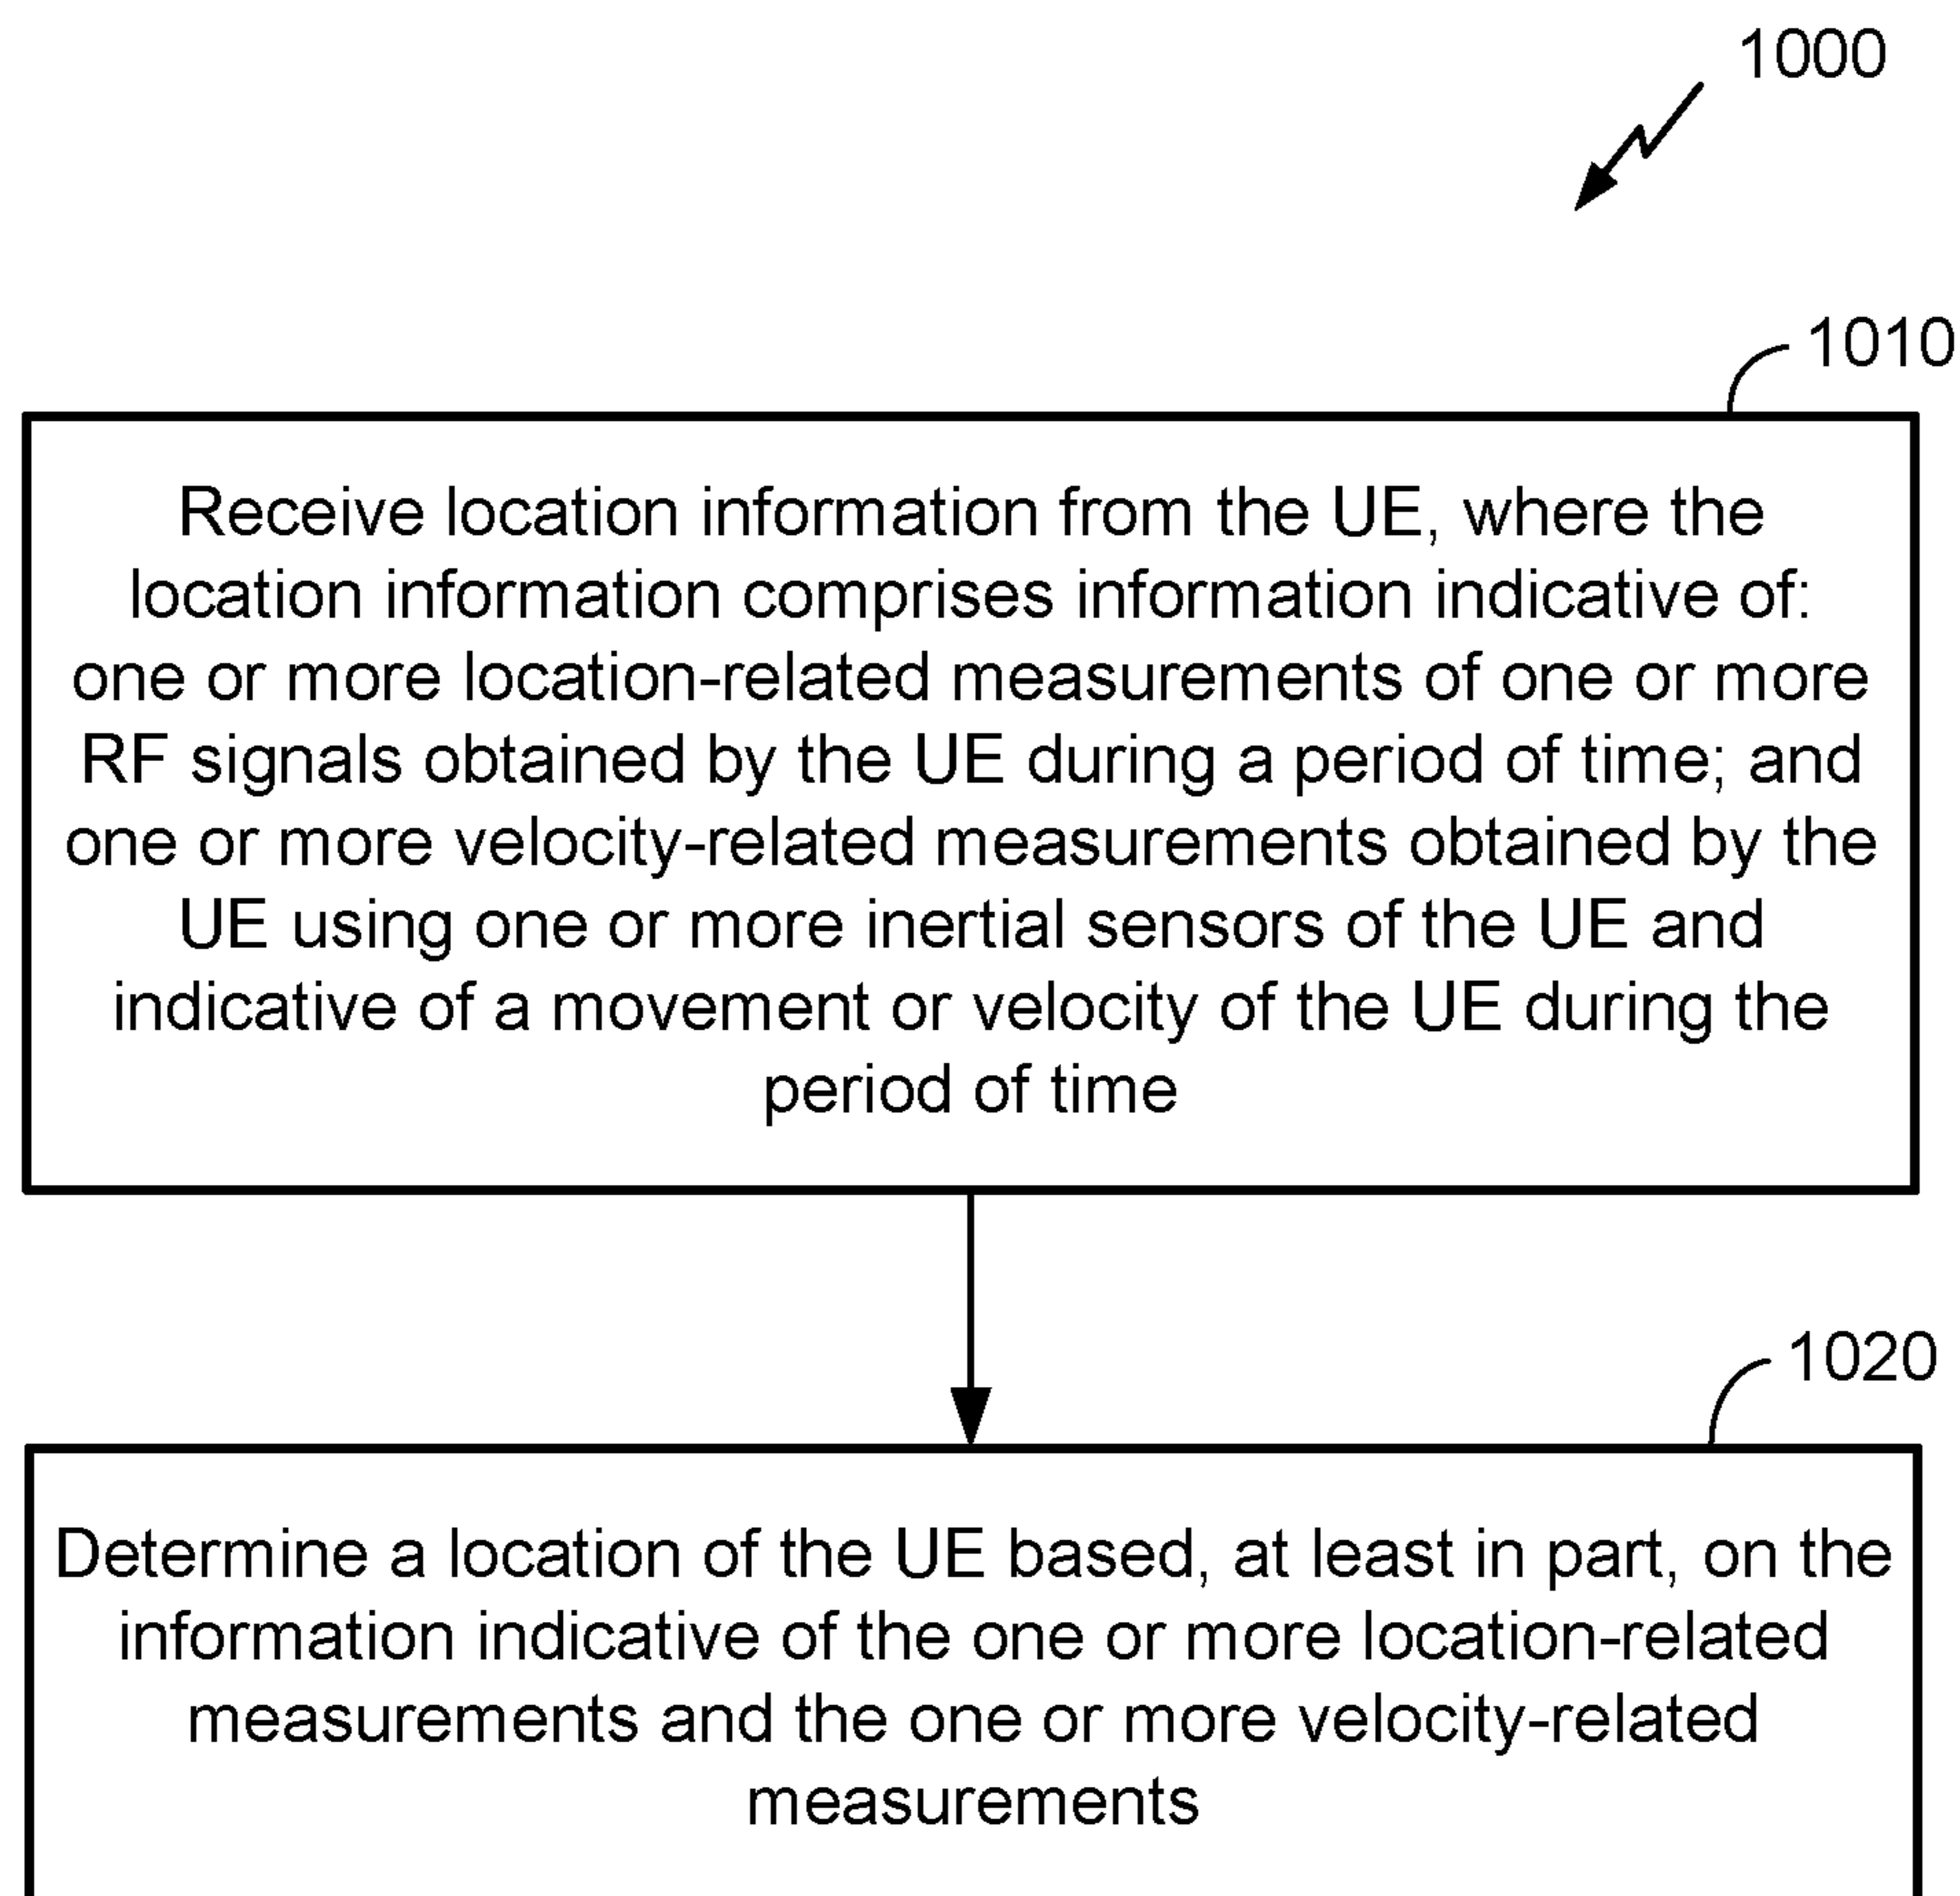 1000
1010
Receive location information from the UE, where the
location information comprises information indicative of:
one or more location-related measurements of one or more
RF signals obtained by the UE during a period of time; and
one or more velocity-related measurements obtained by the
UE using one or more inertial sensors of the UE and
indicative of a movement or velocity of the UE during the
period of time
1020
Determine a location of the UE based, at least in part, on the
information indicative of the one or more location-related
measurements and the one or more velocity-related
measurements